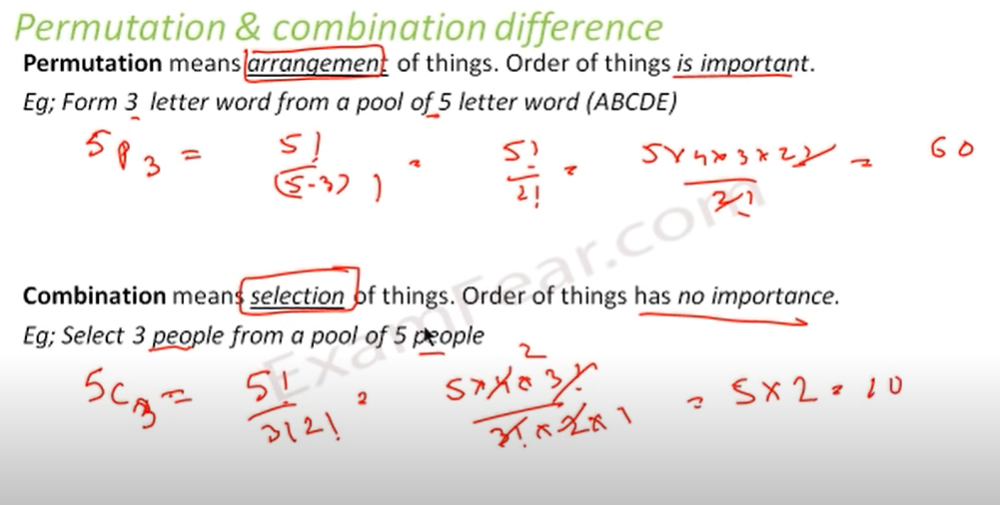 Permutation & combination difference
Permutation means arrangement of things. Order of things is important.
Eg; Form 3 letter word from a pool of 5 letter word (ABCDE)
5P3 = 5!/(5-3)! = 5!/2! = 5×4×3×2!/2! = 60
Combination means selection of things. Order of things has no importance.
Eg; Select 3 people from a pool of 5 people
5C3 = 5!/3!2! = 5×4×3!/3!×2×1 = 5×2 = 10
ExamFear.com